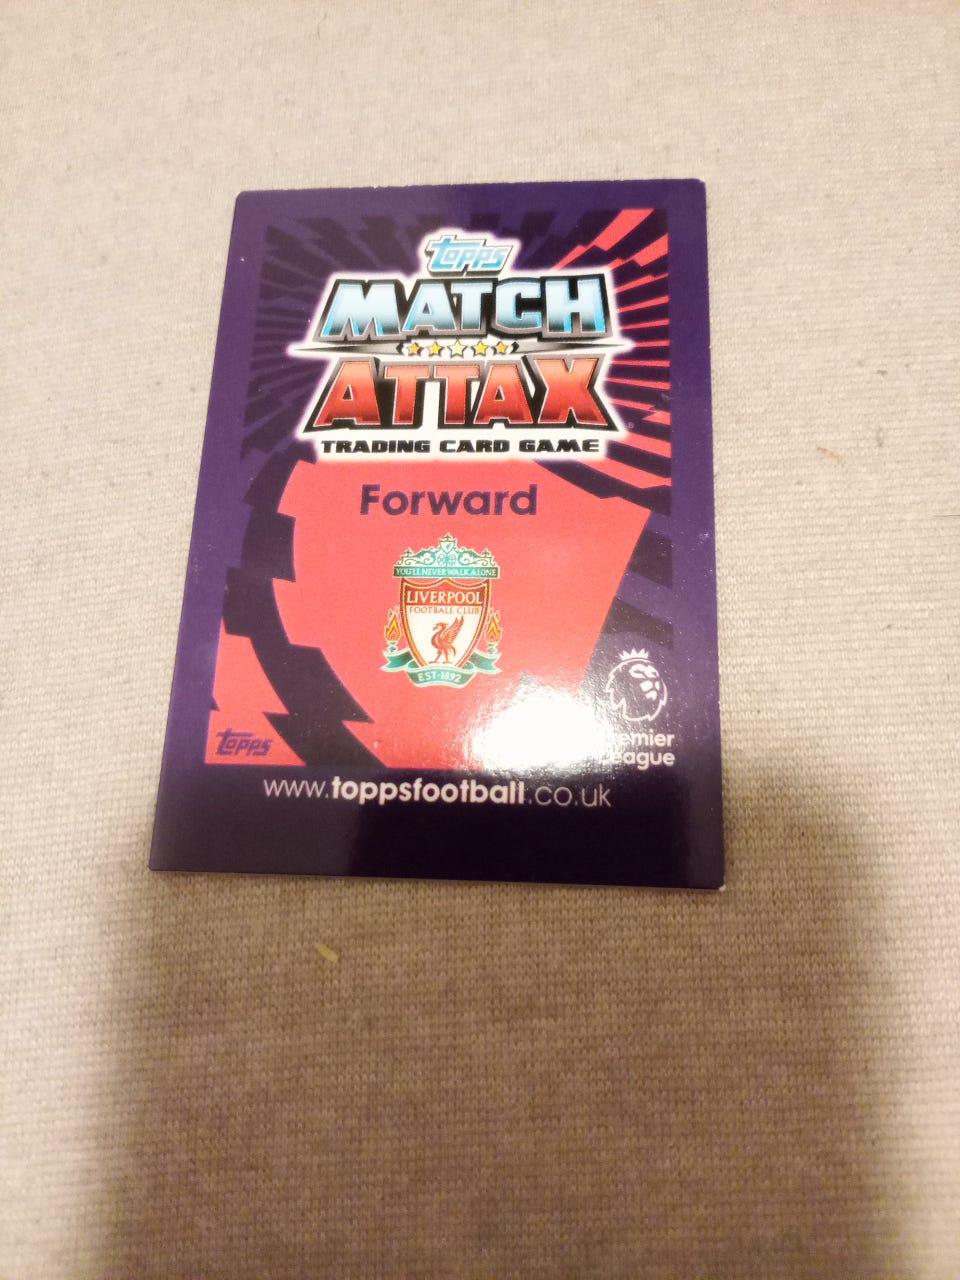 topps
MATCH
ATTAX
TRADING CARD GAME
Forward
YOU'LL NEVER WALK ALONE
LIVERPOOL
FOOTBALL CLUB
EST·1892
topps
Premier
League
www.toppsfootball.co.uk